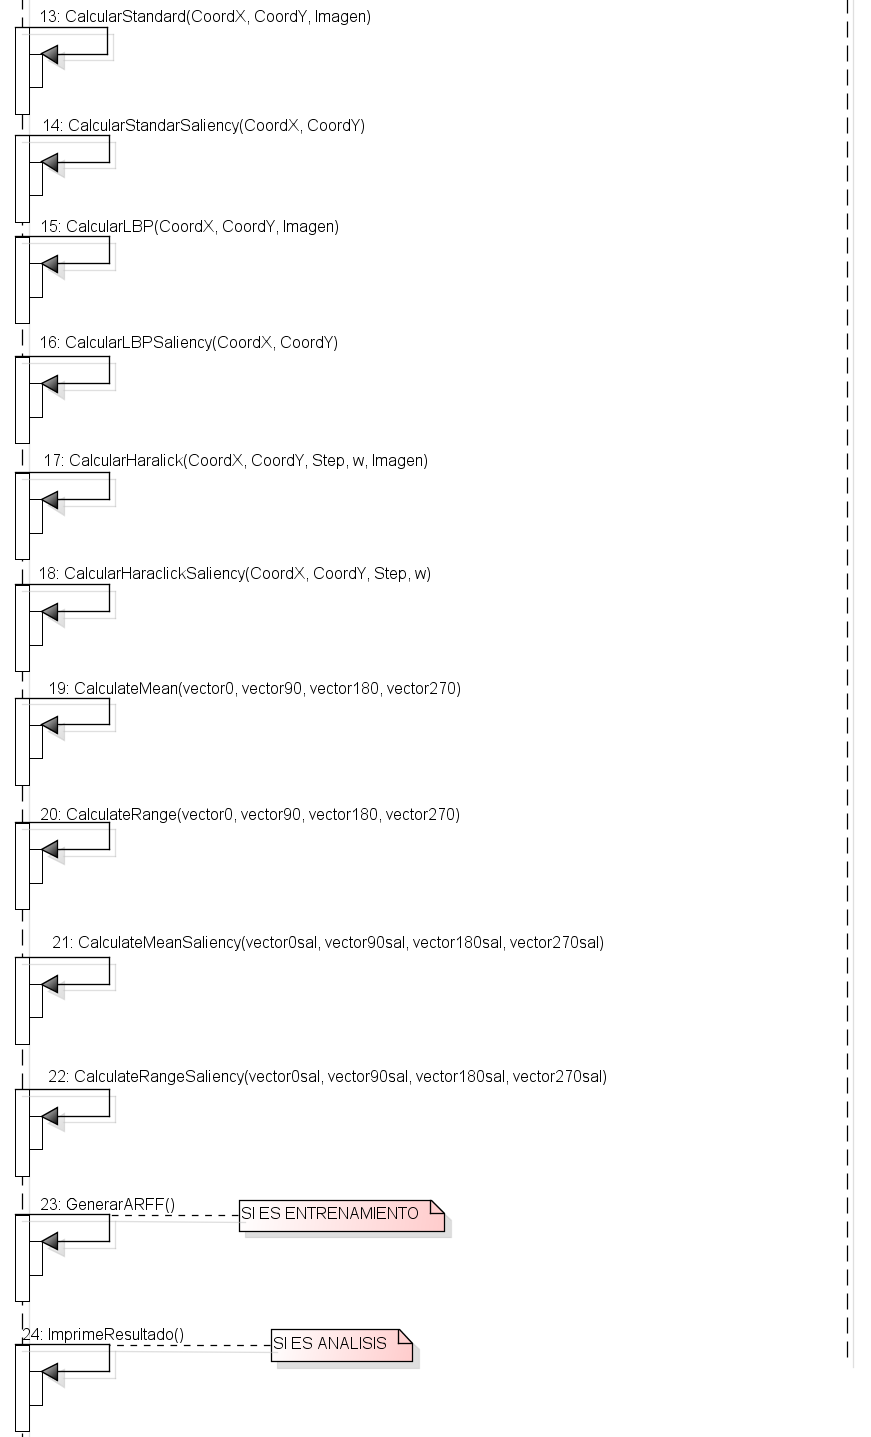 13: CalcularStandard(CoordX, CoordY, Imagen)
14: CalcularStandarSaliency(CoordX, CoordY)
15: CalcularLBP(CoordX, CoordY, Imagen)
16: CalcularLBPSaliency(CoordX, CoordY)
17: CalcularHaralick(CoordX, CoordY, Step, w, Imagen)
18: CalcularHaraclickSaliency(CoordX, CoordY, Step, w)
19: CalculateMean(vector0, vector90, vector180, vector270)
20: CalculateRange(vector0, vector90, vector180, vector270)
21: CalculateMeanSaliency(vector0sal, vector90sal, vector180sal, vector270sal)
22: CalculateRangeSaliency(vector0sal, vector90sal, vector180sal, vector270sal)
23: GenerarARFF()
SI ES ENTRENAMIENTO
24: ImprimeResultado()
SI ES ANALISIS